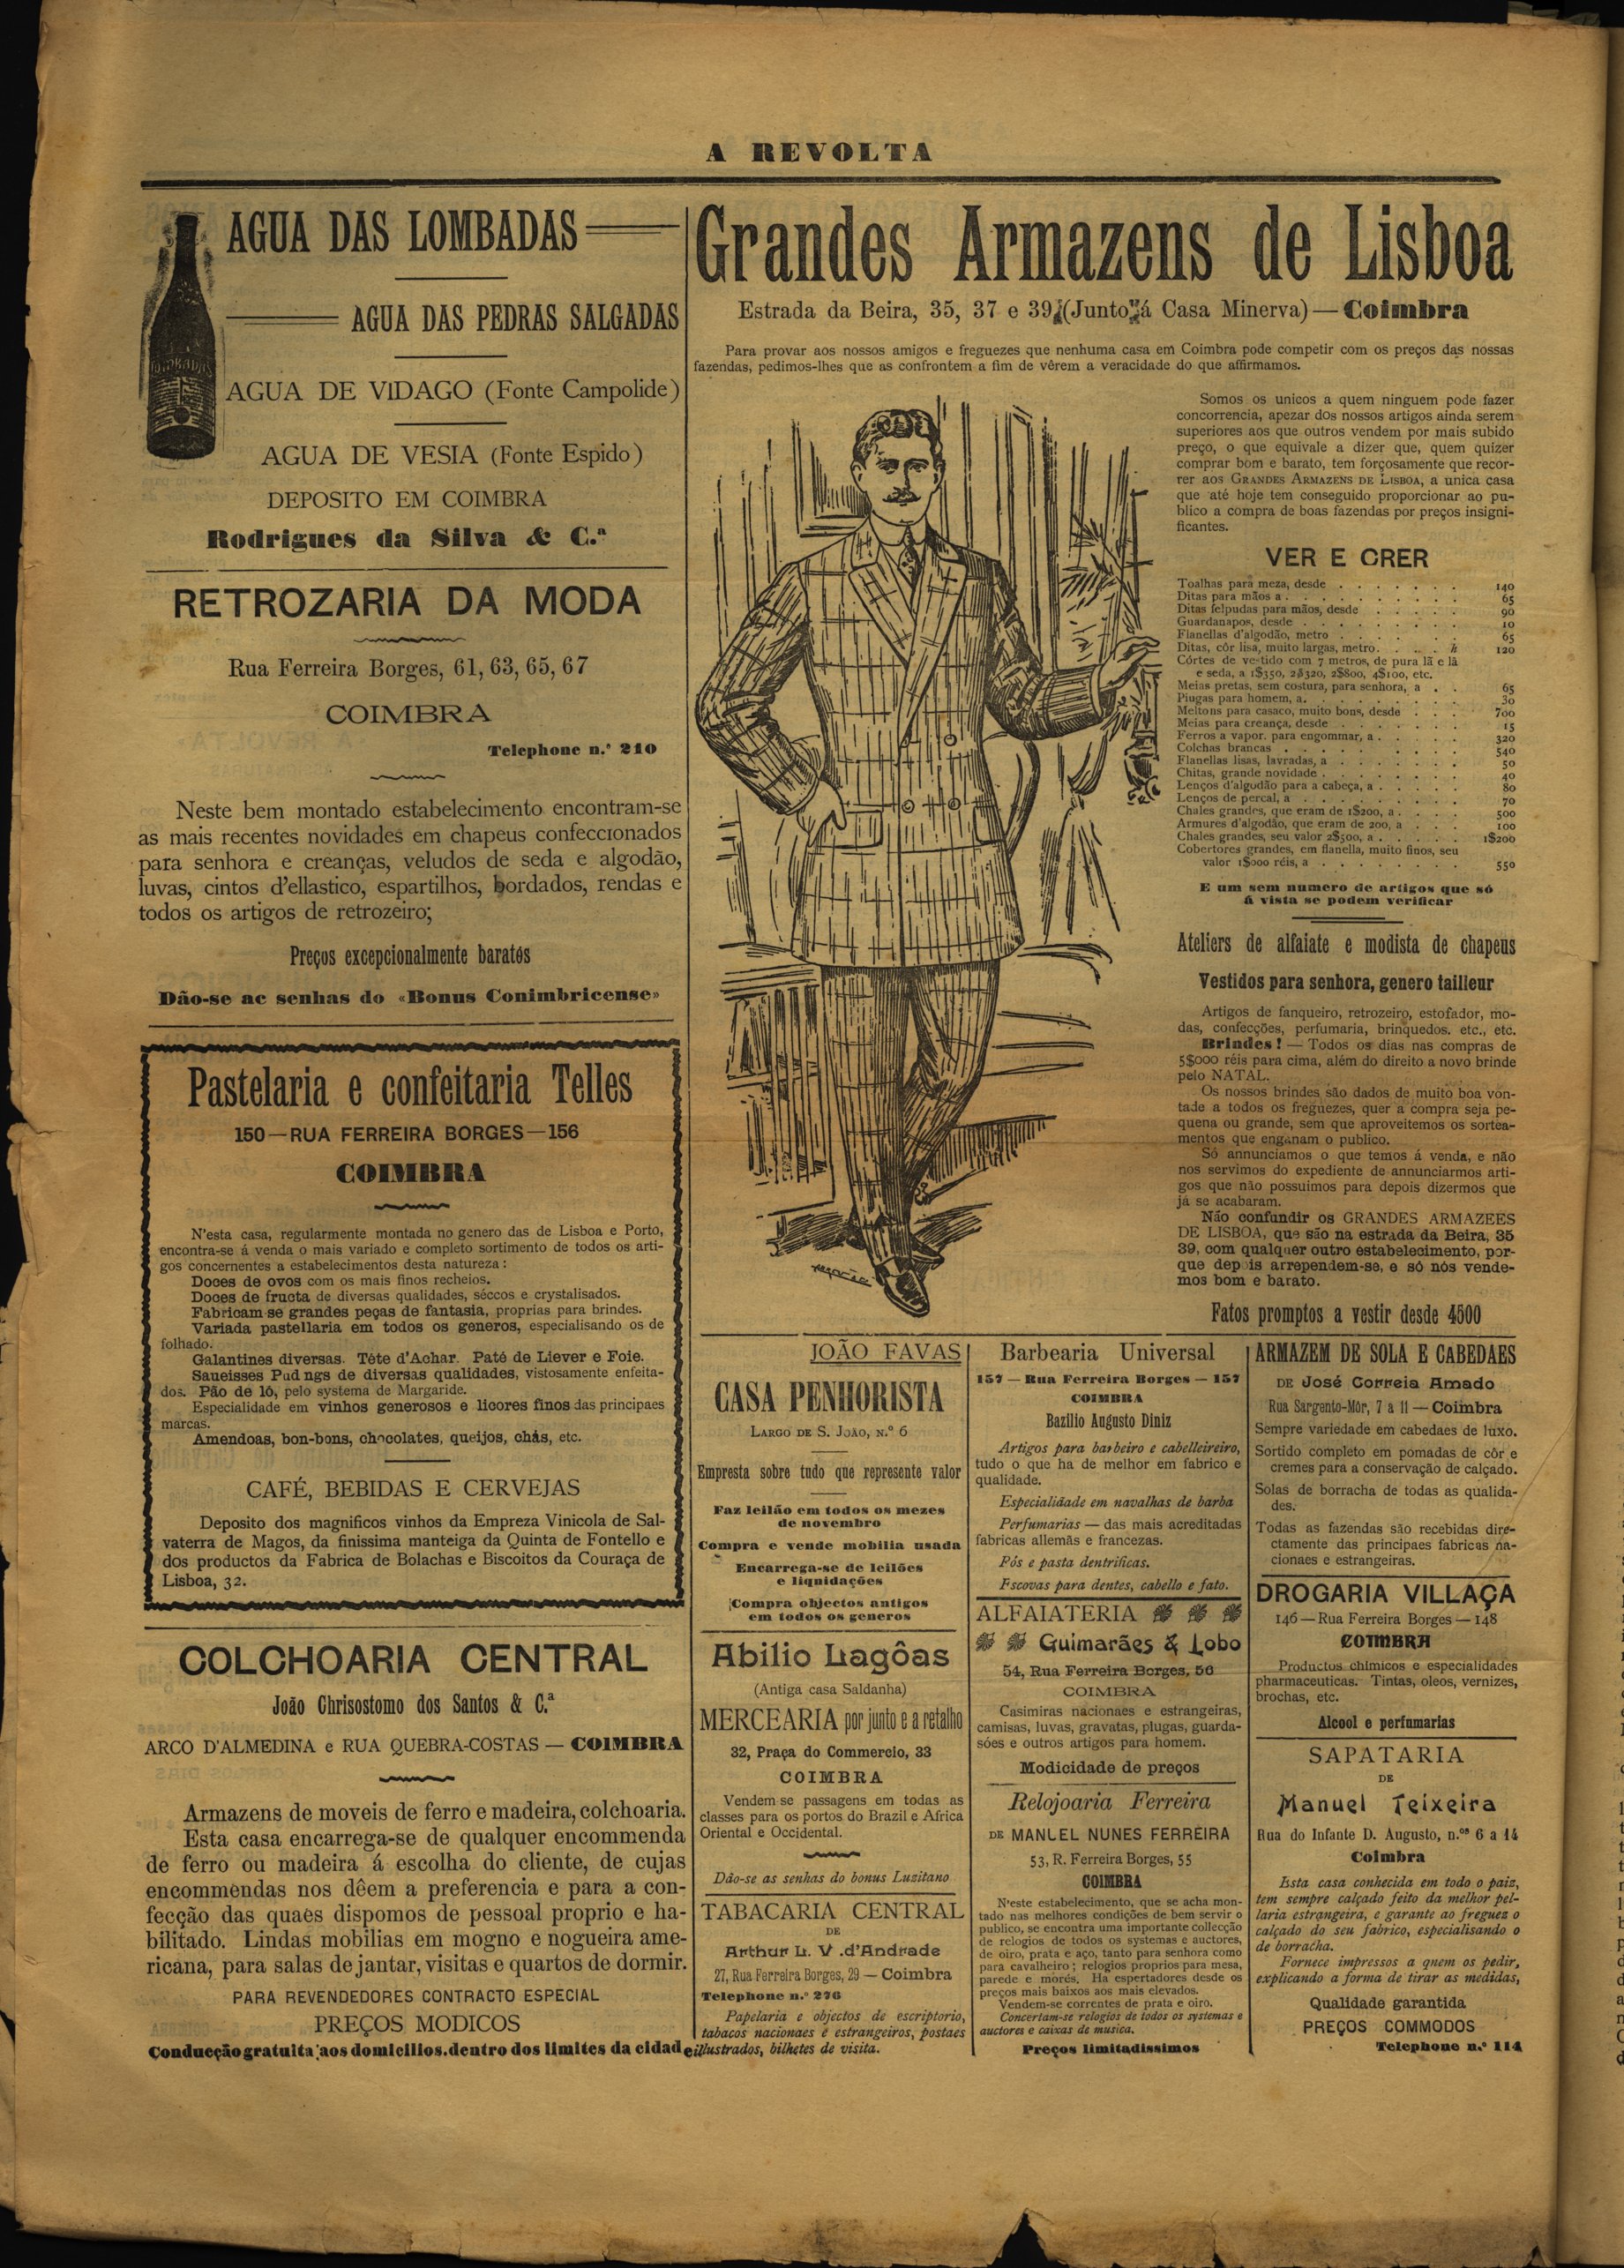 A REVOLTA
AGUA DAS LOMBADAS
AGUA DAS PEDRAS SALGADAS
AGUA DE VIDAGO (Fonte Campolide)
AGUA DE VESIA (Fonte Espido)
DEPOSITO EM COIMBRA
Rodrigues da Silva & C.ª
RETROZARIA DA MODA
Rua Ferreira Borges, 61, 63, 65, 67
COIMBRA
Telephone n.º 210
Neste bem montado estabelecimento encontram-se
as mais recentes novidades em chapeus confeccionados
para senhora e creanças, veludos de seda e algodão,
luvas, cintos d'ellastico, espartilhos, bordados, rendas e
todos os artigos de retrozeiro;
Preços excepcionalmente baratos
Dão-se ac senhas do «Bonus Conimbricense»
Pastelaria e confeitaria Telles
150—RUA FERREIRA BORGES—156
COIMBRA
N'esta casa, regularmente montada no genero das de Lisboa e Porto,
encontra-se á venda o mais variado e completo sortimento de todos os arti-
gos concernentes a estabelecimentos desta natureza:
Doces de ovos com os mais finos recheios.
Doces de fructa de diversas qualidades, séccos e crystalisados.
Fabricam-se grandes peças de fantasia, proprias para brindes.
Variada pastellaria em todos os generos, especialisando os de
folhado.
Galantines diversas. Tête d'Achar. Paté de Liever e Foie.
Saueisses Pud ngs de diversas qualidades, vistosamente enfeita-
dos. Pão de ló, pelo systema de Margaride.
Especialidade em vinhos generosos e licores finos das principaes
marcas.
Amendoas, bon-bons, chocolates, queijos, chás, etc.
CAFÉ, BEBIDAS E CERVEJAS
Deposito dos magnificos vinhos da Empreza Vinicola de Sal-
vaterra de Magos, da finissima manteiga da Quinta de Fontello e
dos productos da Fabrica de Bolachas e Biscoitos da Couraça de
Lisboa, 32.
COLCHOARIA CENTRAL
João Chrisostomo dos Santos & C.ª
ARCO D'ALMEDINA e RUA QUEBRA-COSTAS — COIMBRA
Armazens de moveis de ferro e madeira, colchoaria.
Esta casa encarrega-se de qualquer encommenda
de ferro ou madeira á escolha do cliente, de cujas
encommendas nos dêem a preferencia e para a con-
fecção das quaes dispomos de pessoal proprio e ha-
bilitado. Lindas mobilias em mogno e nogueira ame-
ricana, para salas de jantar, visitas e quartos de dormir.
PARA REVENDEDORES CONTRACTO ESPECIAL
PREÇOS MODICOS
Conducção gratuita aos domicilios, dentro dos limites da cidade
Grandes Armazens de Lisboa
Estrada da Beira, 35, 37 e 39 (Junto á Casa Minerva)—Coimbra
Para provar aos nossos amigos e freguezes que nenhuma casa em Coimbra pode competir com os preços das nossas
fazendas, pedimos-lhes que as confrontem a fim de vêrem a veracidade do que affirmamos.
Somos os unicos a quem ninguem pode fazer
concorrencia, apezar dos nossos artigos ainda serem
superiores aos que outros vendem por mais subido
preço, o que equivale a dizer que, quem quizer
comprar bom e barato, tem forçosamente que recor-
rer aos GRANDES ARMAZENS DE LISBOA, a unica casa
que até hoje tem conseguido proporcionar ao pu-
blico a compra de boas fazendas por preços insigni-
ficantes.
VER E CRER
Toalhas para meza, desde . . . . . . . 140
Ditas para mãos a . . . . . . . . . 65
Ditas felpudas para mãos, desde . . . . . 90
Guardanapos, desde . . . . . . . . 10
Flanellas d'algodão, metro . . . . . . 65
Ditas, côr lisa, muito largas, metro. . . . . 120
Córtes de vestido com 7 metros, de pura lã e lã
e seda, a 1$350, 2$320, 2$800, 4$100, etc.
Meias pretas, sem costura, para senhora, a . . 65
Piugas para homem, a. . . . . . . . 30
Meltons para casaco, muito bons, desde . . . 700
Meias para creança, desde . . . . . . . 15
Ferros a vapor. para engommar, a . . . . . 320
Colchas brancas . . . . . . . . . 540
Flanellas lisas, lavradas, a . . . . . . . 50
Chitas, grande novidade . . . . . . . . 40
Lenços d'algodão para a cabeça, a . . . . . 80
Lenços de percal, a . . . . . . . . . 70
Chales grandes, que eram de 1$200, a . . . . 500
Armures d'algodão, que eram de 200, a . . . 100
Chales grandes, seu valor 2$500, a . . . . . 1$200
Cobertores grandes, em flanella, muito finos, seu
valor 1$000 réis, a . . . . . . . . 550
E um sem numero de artigos que só
á vista se podem verificar
Ateliers de alfaiate e modista de chapeus
Vestidos para senhora, genero tailleur
Artigos de fanqueiro, retrozeiro, estofador, mo-
das, confecções, perfumaria, brinquedos. etc., etc.
Brindes! — Todos os dias nas compras de
5$000 réis para cima, além do direito a novo brinde
pelo NATAL.
Os nossos brindes são dados de muito boa von-
tade a todos os freguezes, quer a compra seja pe-
quena ou grande, sem que aproveitemos os sortea-
mentos que enganam o publico.
Só annunciamos o que temos á venda, e não
nos servimos do expediente de annunciarmos arti-
gos que não possuimos para depois dizermos que
já se acabaram.
Não confundir os GRANDES ARMAZEES
DE LISBOA, que são na estrada da Beira, 35
39, com qualquer outro estabelecimento, por-
que depois arrependem-se, e só nós vende-
mos bom e barato.
Fatos promptos a vestir desde 4500
JOÃO FAVAS
CASA PENHORISTA
LARGO DE S. JOÃO, N.º 6
Empresta sobre tudo que represente valor
Faz leilão em todos os mezes
de novembro
Compra e vende mobilia usada
Encarrega-se de leilões
e liquidações
Compra objectos antigos
em todos os generos
Abilio Lagôas
(Antiga casa Saldanha)
MERCEARIA por junto e a retalho
32, Praça do Commercio, 33
COIMBRA
Vendem-se passagens em todas as
classes para os portos do Brazil e Africa
Oriental e Occidental.
Dão-se as senhas do bonus Luzitano
TABACARIA CENTRAL
DE
Arthur L. V .d'Andrade
27, Rua Ferreira Borges, 29 — Coimbra
Telephone n.º 276
Papelaria e objectos de escriptorio,
tabacos nacionaes e estrangeiros, postaes
illustrados, bilhetes de visita.
Barbearia Universal
157 — Rua Ferreira Borges — 157
COIMBRA
Bazilio Augusto Diniz
Artigos para barbeiro e cabelleireiro,
tudo o que ha de melhor em fabrico e
qualidade.
Especialidade em navalhas de barba
Perfumarias — das mais acreditadas
fabricas allemãs e francezas.
Pós e pasta dentrificas.
Escovas para dentes, cabello e fato.
ALFAIATERIA
Guimarães & Lobo
54, Rua Ferreira Borges, 56
COIMBRA
Casimiras nacionaes e estrangeiras,
camisas, luvas, gravatas, plugas, guarda-
sóes e outros artigos para homem.
Modicidade de preços
Relojoaria Ferreira
DE MANUEL NUNES FERREIRA
53, R. Ferreira Borges, 55
COIMBRA
N'este estabelecimento, que se acha mon-
tado nas melhores condições de bem servir o
publico, se encontra uma importante collecção
de relogios de todos os systemas e auctores,
de oiro, prata e aço, tanto para senhora como
para cavalheiro; relogios proprios para mesa,
parede e morés. Ha espertadores desde os
preços mais baixos aos mais elevados.
Vendem-se correntes de prata e oiro.
Concertam-se relogios de todos os systemas e
auctores e caixas de musica.
Preços limitadissimos
ARMAZEM DE SOLA E CABEDAES
DE José Correia Amado
Rua Sargento-Mór, 7 a 11 — Coimbra
Sempre variedade em cabedaes de luxo.
Sortido completo em pomadas de côr e
cremes para a conservação de calçado.
Solas de borracha de todas as qualida-
des.
Todas as fazendas são recebidas dire-
ctamente das principaes fabricas na-
cionaes e estrangeiras.
DROGARIA VILLAÇA
146 — Rua Ferreira Borges — 148
COIMBRA
Productos chimicos e especialidades
pharmaceuticas. Tintas, oleos, vernizes,
brochas, etc.
Alcool e perfumarias
SAPATARIA
DE
Manuel Teixeira
Rua do Infante D. Augusto, n.ºs 6 a 14
Coimbra
Esta casa conhecida em todo o paiz,
tem sempre calçado feito da melhor pel-
laria estrangeira, e garante ao freguez o
calçado do seu fabrico, especialisando o
de borracha.
Fornece impressos a quem os pedir,
explicando a forma de tirar as medidas,
Qualidade garantida
PREÇOS COMMODOS
Telephone n.º 114